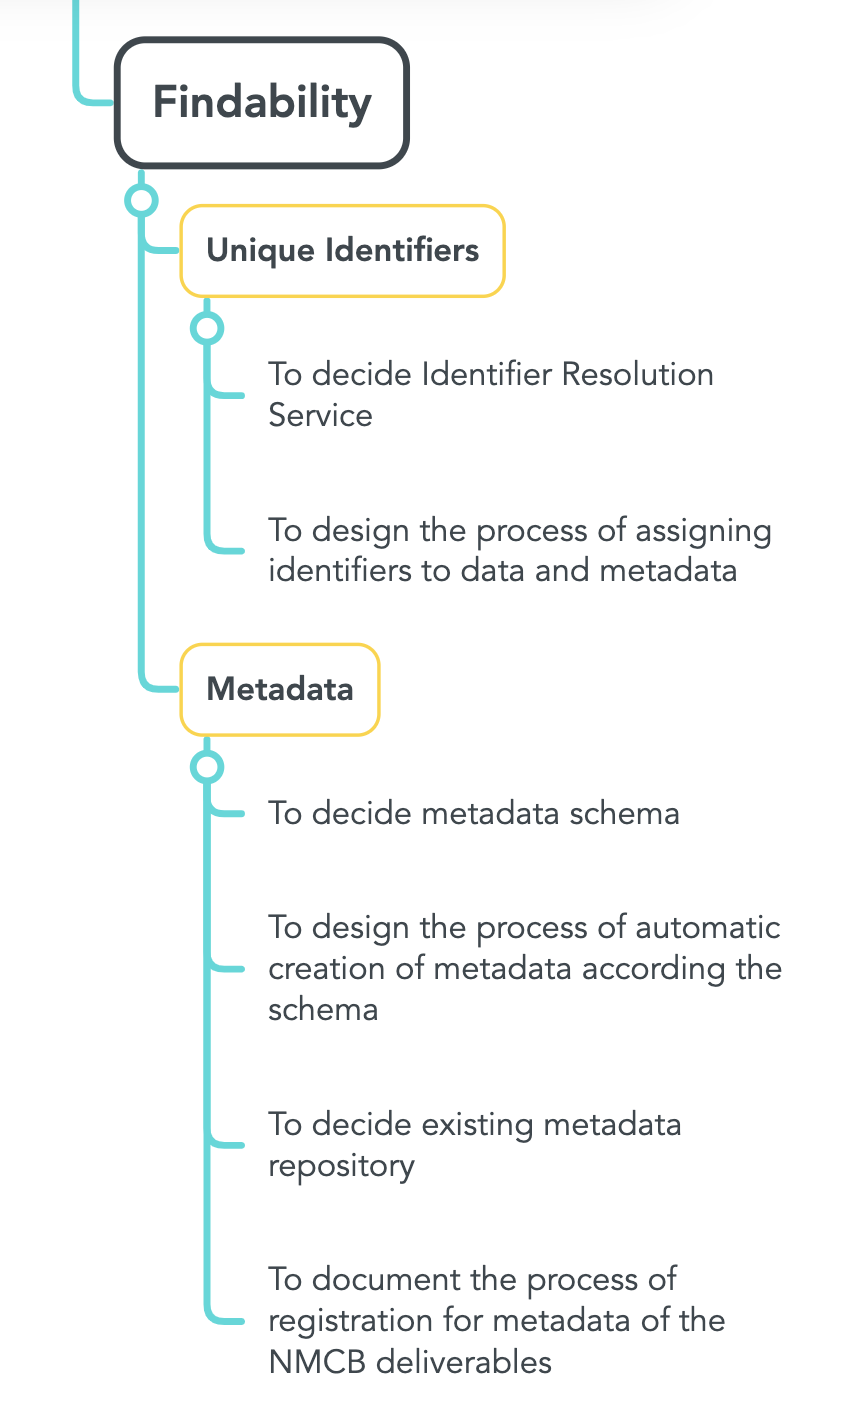 Findability
Unique Identifiers
To decide Identifier Resolution
Service
To design the process of assigning
identifiers to data and metadata
Metadata
To decide metadata schema
To design the process of automatic
creation of metadata according the
schema
To decide existing metadata
repository
To document the process of
registration for metadata of the
NMCB deliverables